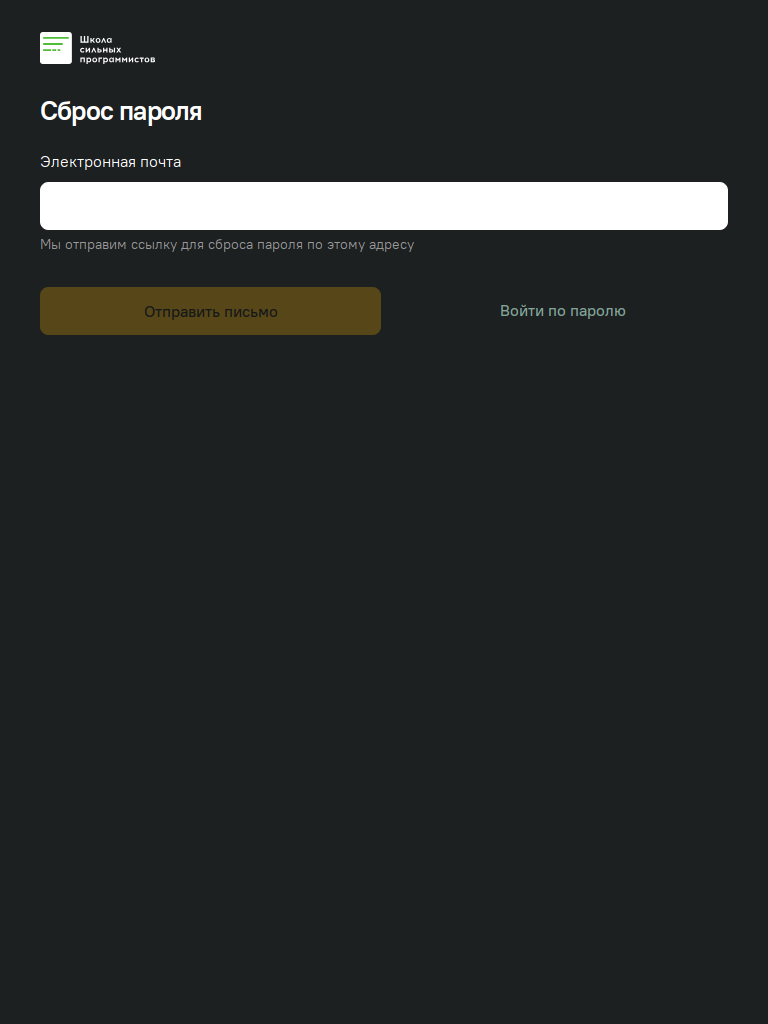 Школа
сильных
программистов
Сброс пароля
Электронная почта
Мы отправим ссылку для сброса пароля по этому адресу
Отправить письмо
Войти по паролю